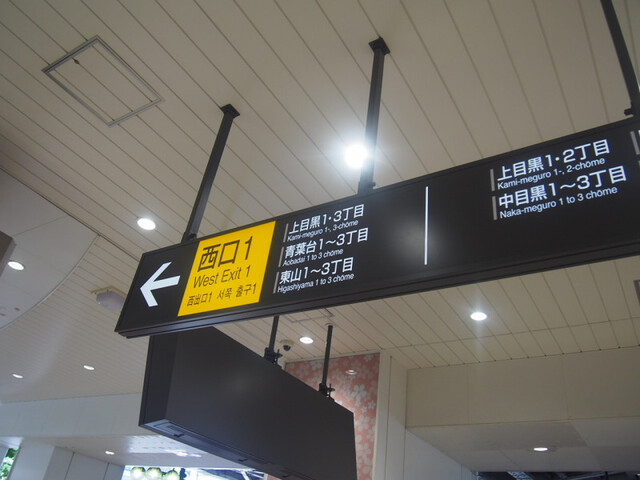 西口1
West Exit 1
西出口1 서쪽 출구1
上目黒1・3丁目
Kami-meguro 1-, 3-chōme
青葉台1〜3丁目
Aobadai 1 to 3-chōme
東山1〜3丁目
Higashiyama 1 to 3-chōme
上目黒1・2丁目
Kami-meguro 1-, 2-chōme
中目黒1〜3丁目
Naka-meguro 1 to 3-chōme